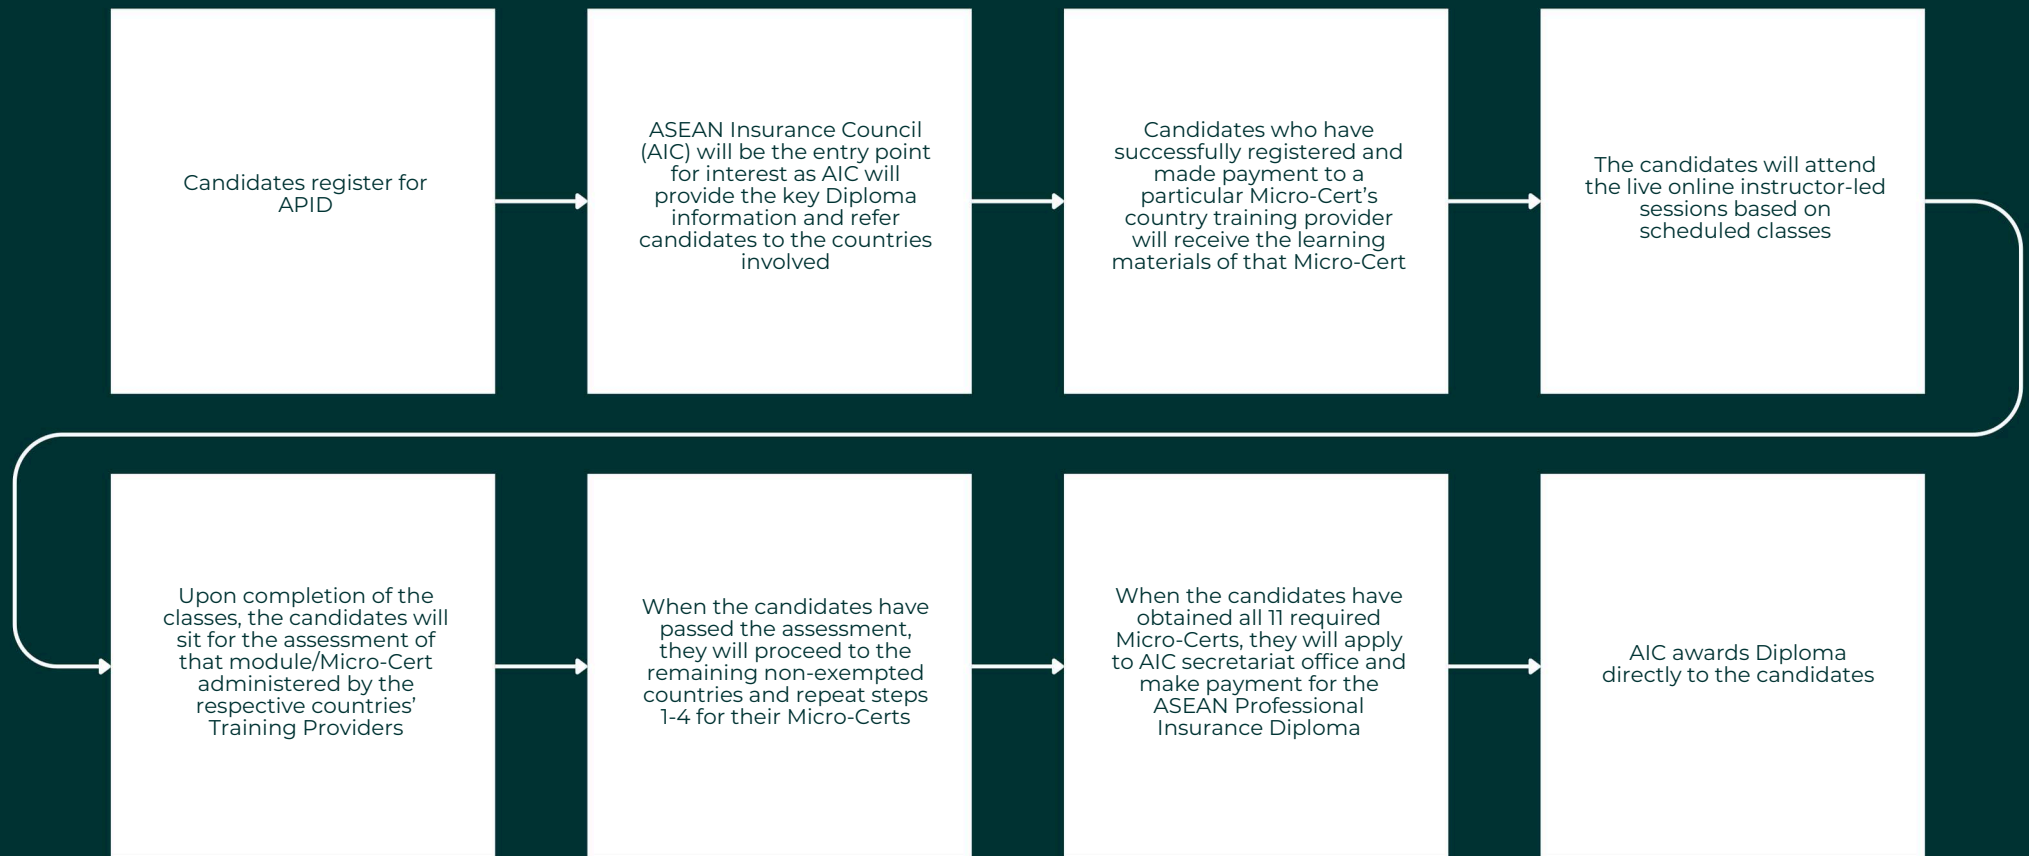 Candidates register for
APID
ASEAN Insurance Council
(AIC) will be the entry point
for interest as AIC will
provide the key Diploma
information and refer
candidates to the countries
involved
Candidates who have
successfully registered and
made payment to a
particular Micro-Cert’s
country training provider
will receive the learning
materials of that Micro-Cert
The candidates will attend
the live online instructor-led
sessions based on
scheduled classes
Upon completion of the
classes, the candidates will
sit for the assessment of
that module/Micro-Cert
administered by the
respective countries’
Training Providers
When the candidates have
passed the assessment,
they will proceed to the
remaining non-exempted
countries and repeat steps
1-4 for their Micro-Certs
When the candidates have
obtained all 11 required
Micro-Certs, they will apply
to AIC secretariat office and
make payment for the
ASEAN Professional
Insurance Diploma
AIC awards Diploma
directly to the candidates